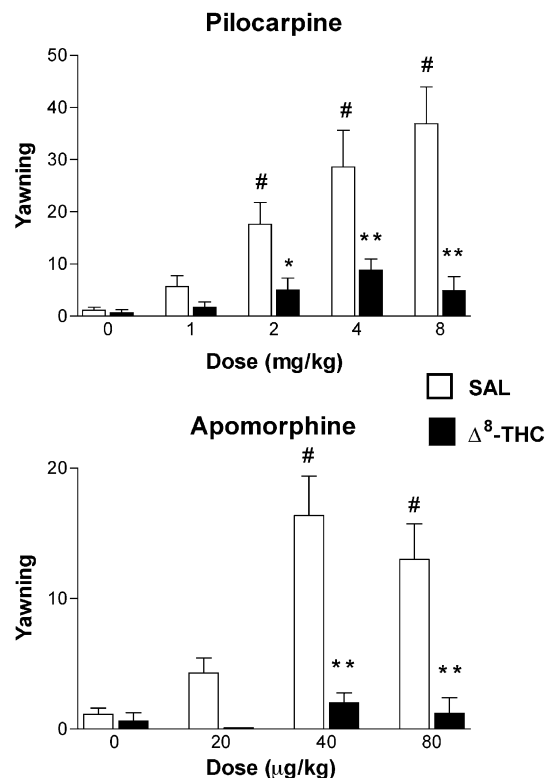 Pilocarpine
50
#
#
40
30
#
Yawning
20
**
**
10
*
0
0 1 2 4 8
Dose (mg/kg)
SAL
Δ⁸-THC
Apomorphine
#
20
#
Yawning
10
** **
0
0 20 40 80
Dose (µg/kg)